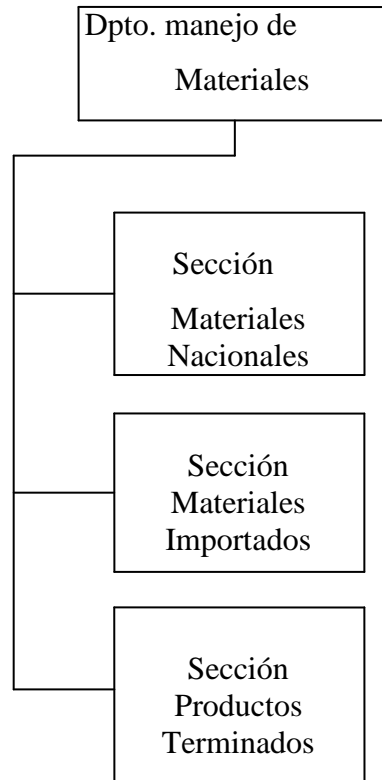 Dpto. manejo de
Materiales
Sección
Materiales
Nacionales
Sección
Materiales
Importados
Sección
Productos
Terminados